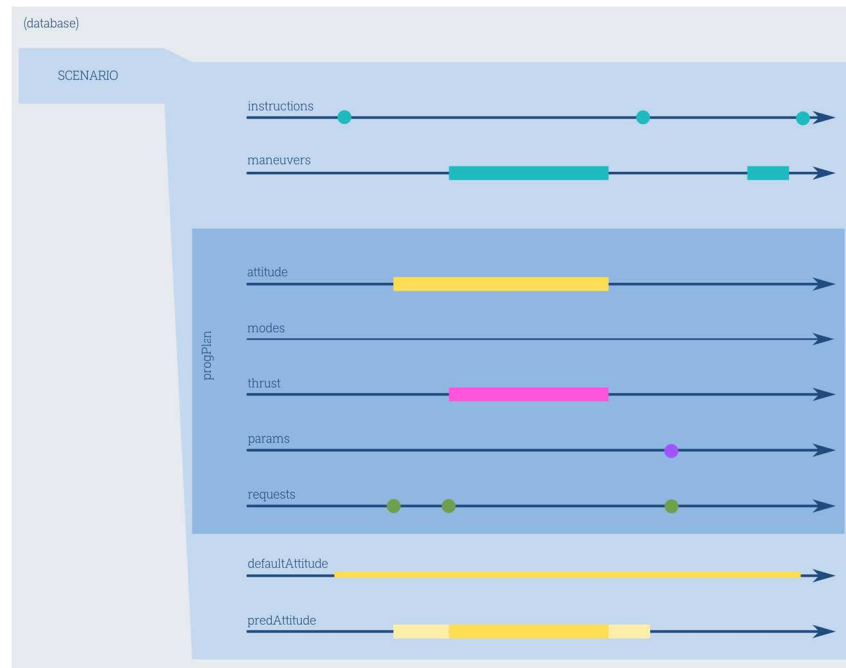 (database)
SCENARIO
instructions
maneuvers
progPlan
attitude
modes
thrust
params
requests
defaultAttitude
predAttitude